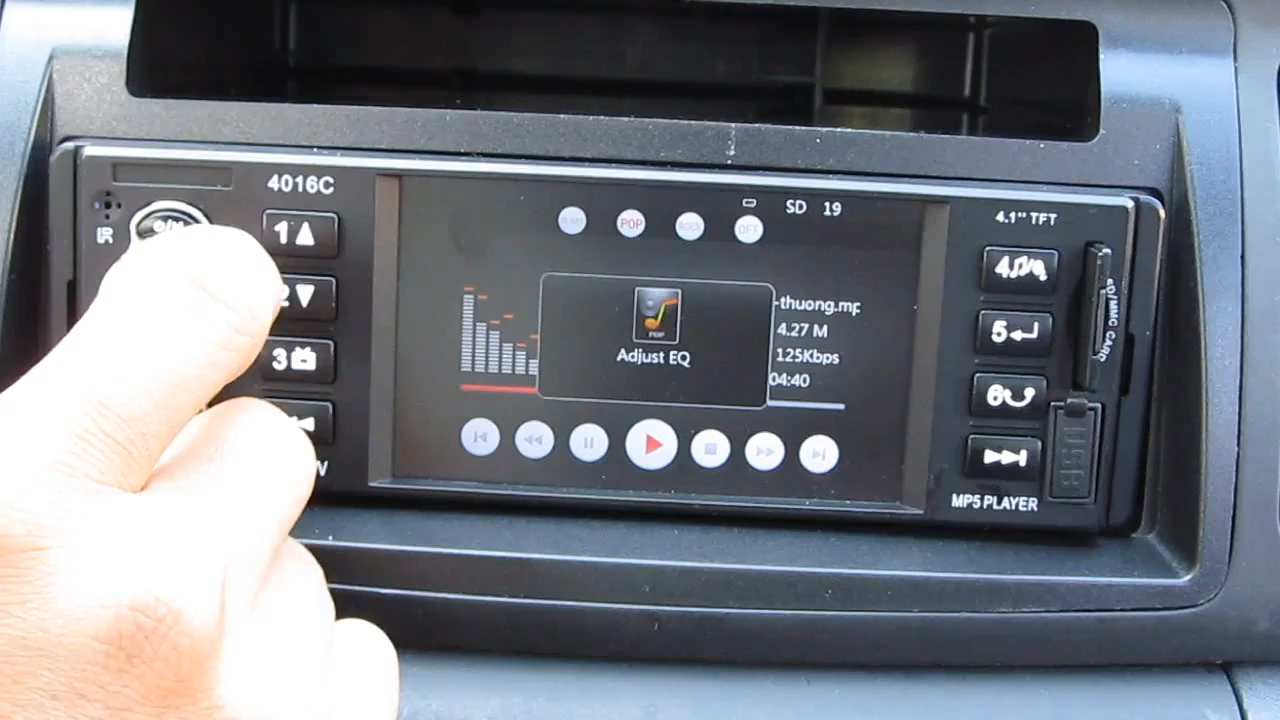 4016C
SD 19
4.1'' TFT
POP
ROCK
OFF
1
2
3
4
5
6
-thuong.mp
4.27 M
125Kbps
04:40
POP
Adjust EQ
SD/MMC CARD
USB
MP5 PLAYER